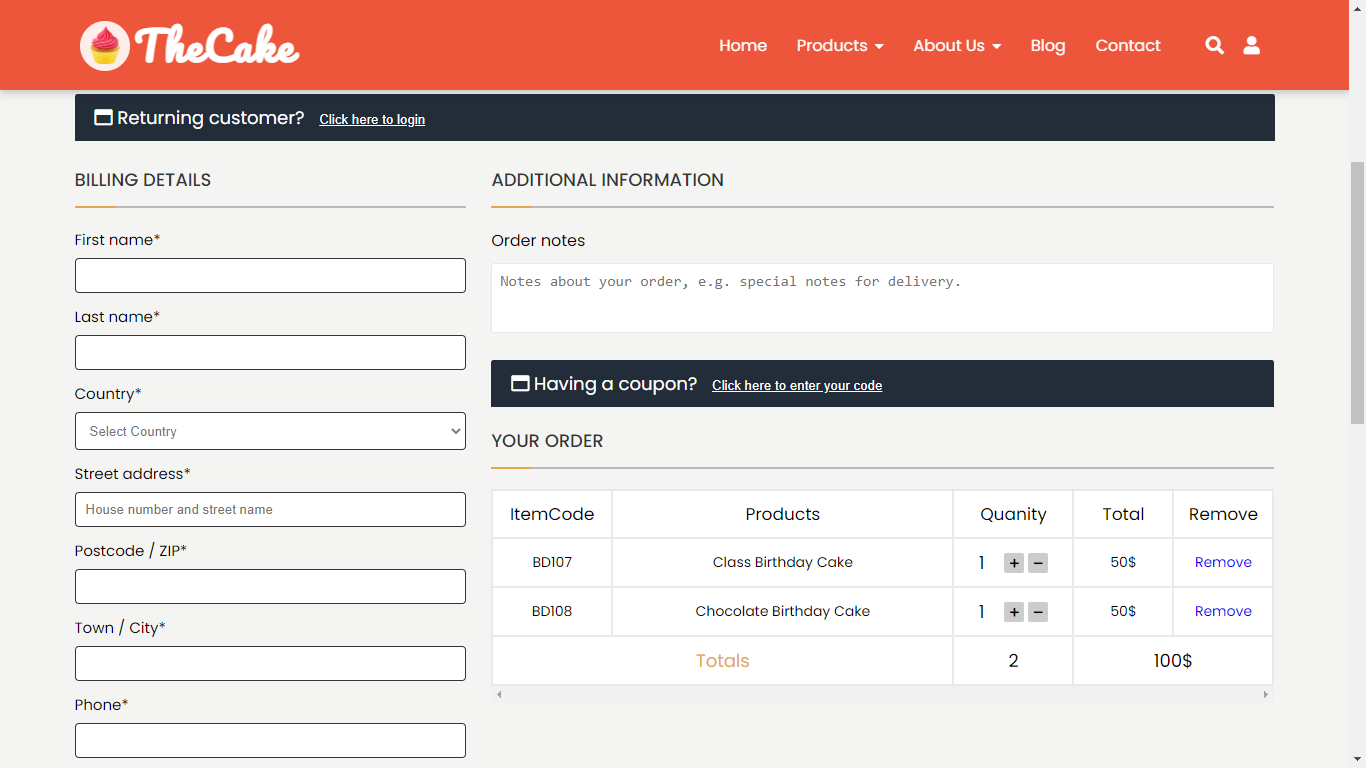 TheCake
Home Products About Us Blog Contact
Returning customer? Click here to login
BILLING DETAILS
First name*
Last name*
Country*
Select Country
Street address*
House number and street name
Postcode / ZIP*
Town / City*
Phone*
ADDITIONAL INFORMATION
Order notes
Notes about your order, e.g. special notes for delivery.
Having a coupon? Click here to enter your code
YOUR ORDER
ItemCode Products Quanity Total Remove
BD107 Class Birthday Cake 1 + − 50$ Remove
BD108 Chocolate Birthday Cake 1 + − 50$ Remove
Totals 2 100$